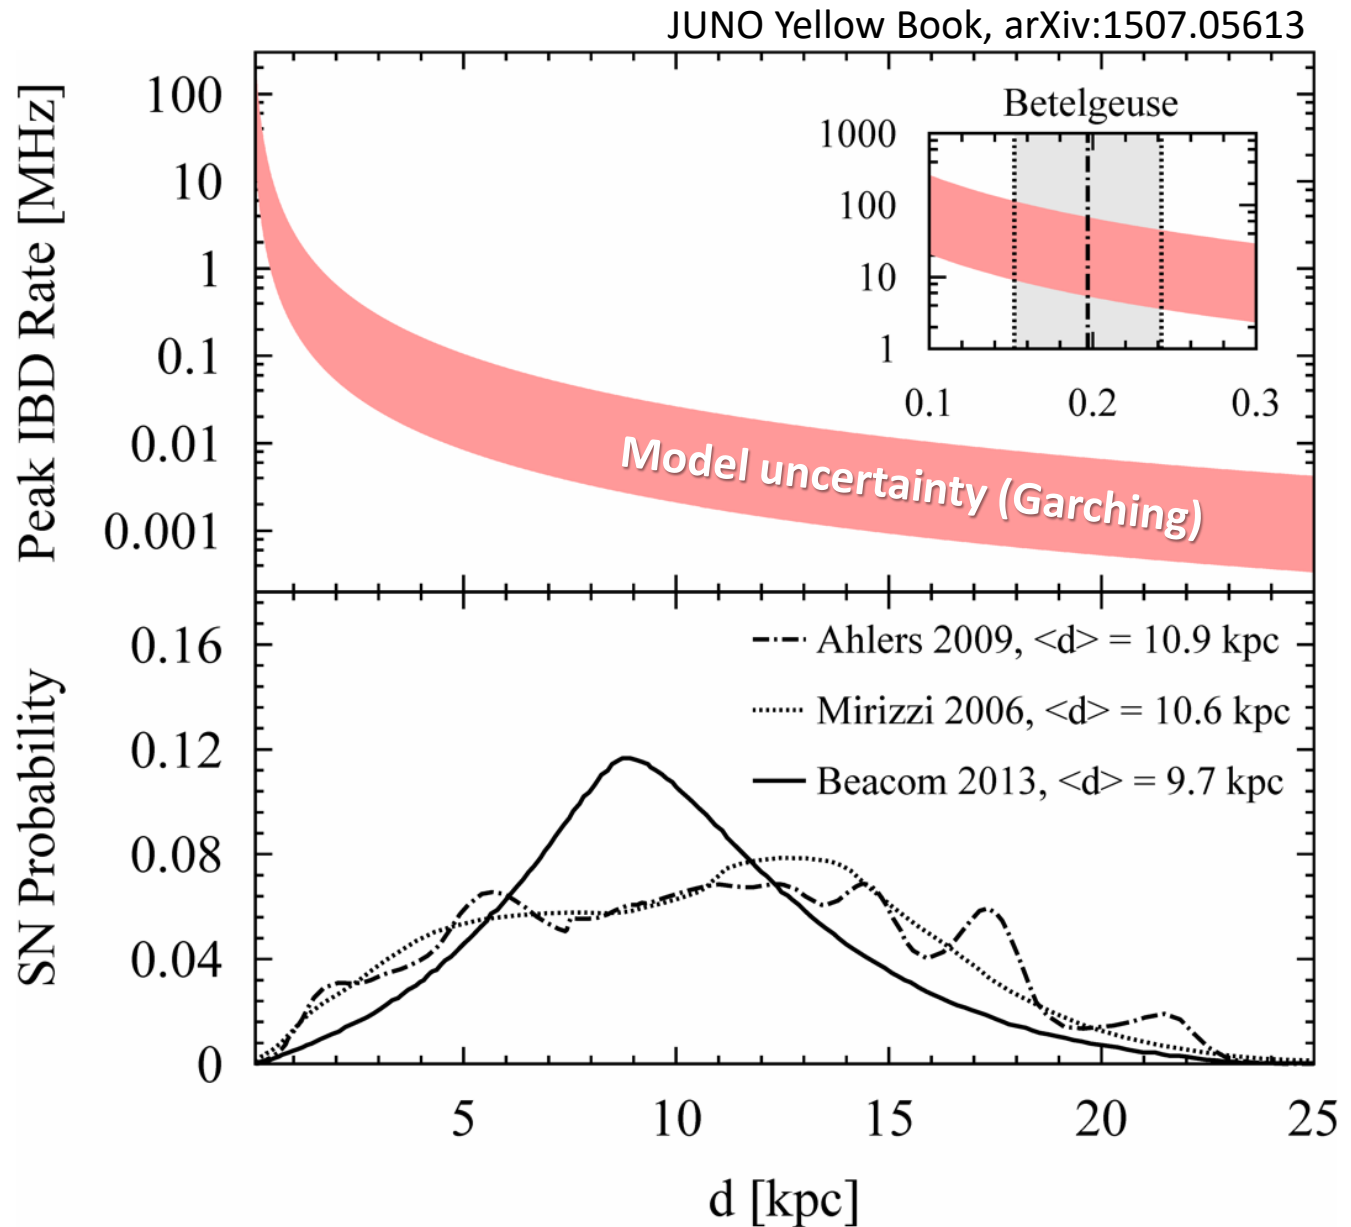 JUNO Yellow Book, arXiv:1507.05613
Peak IBD Rate [MHz]
100
10
1
0.1
0.01
0.001
Betelgeuse
1000
100
10
1
0.1
0.2
0.3
Model uncertainty (Garching)
SN Probability
0.16
0.12
0.08
0.04
0
Ahlers 2009, <d> = 10.9 kpc
Mirizzi 2006, <d> = 10.6 kpc
Beacom 2013, <d> = 9.7 kpc
5
10
15
20
25
d [kpc]